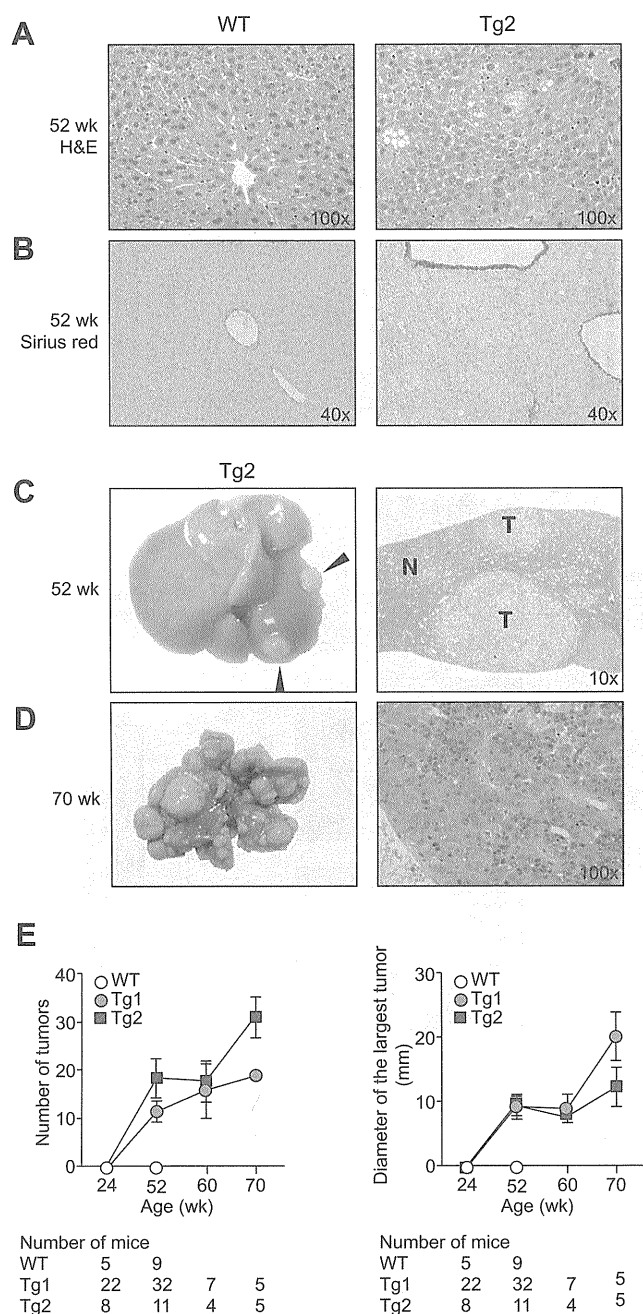 WT Tg2
A
52 wk
H&E
100x 100x
B
52 wk
Sirius red
40x 40x
Tg2
C
52 wk
T
N
T
10x
D
70 wk
100x
E
40
30
20
10
0
Number of tumors
WT
Tg1
Tg2
24 52 60 70
Age (wk)
30
20
10
0
Diameter of the largest tumor
(mm)
WT
Tg1
Tg2
24 52 60 70
Age (wk)
Number of mice
WT 5 9
Tg1 22 32 7 5
Tg2 8 11 4 5
Number of mice
WT 5 9
Tg1 22 32 7 5
Tg2 8 11 4 5